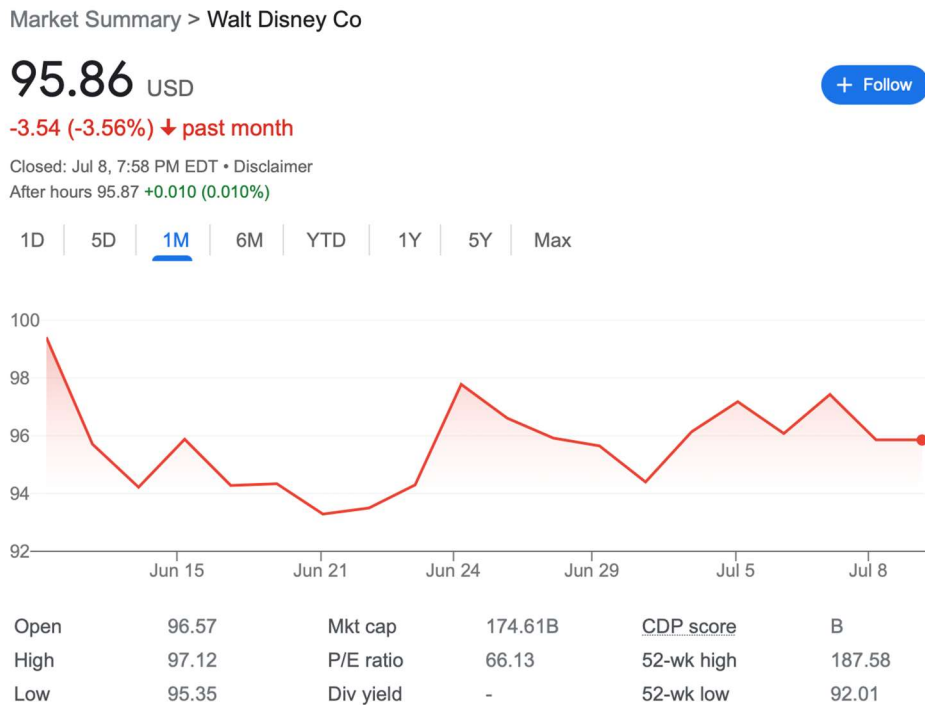 Market Summary > Walt Disney Co
95.86 USD
+ Follow
-3.54 (-3.56%) ↓ past month
Closed: Jul 8, 7:58 PM EDT • Disclaimer
After hours 95.87 +0.010 (0.010%)
1D 5D 1M 6M YTD 1Y 5Y Max
100
98
96
94
92
Jun 15 Jun 21 Jun 24 Jun 29 Jul 5 Jul 8
Open 96.57 Mkt cap 174.61B CDP score B
High 97.12 P/E ratio 66.13 52-wk high 187.58
Low 95.35 Div yield - 52-wk low 92.01